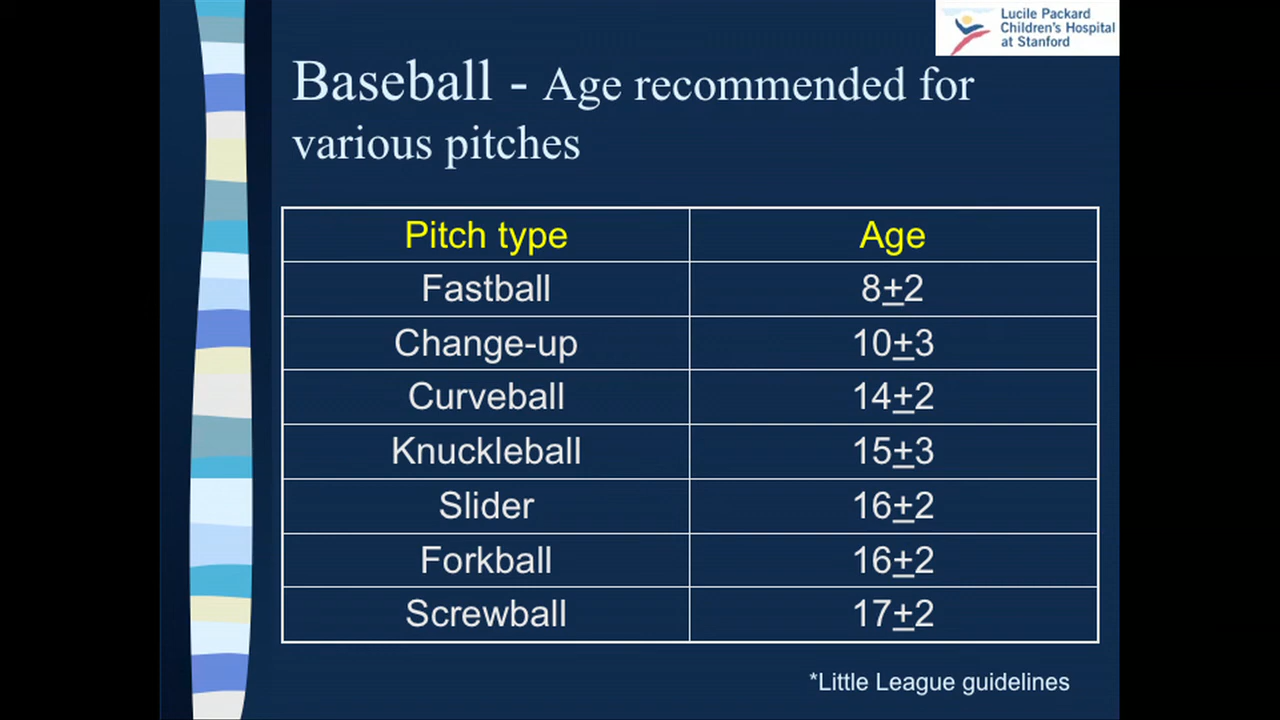 Lucile Packard
Children's Hospital
at Stanford
Baseball - Age recommended for
various pitches
Pitch type Age
Fastball 8±2
Change-up 10±3
Curveball 14±2
Knuckleball 15±3
Slider 16±2
Forkball 16±2
Screwball 17±2
*Little League guidelines